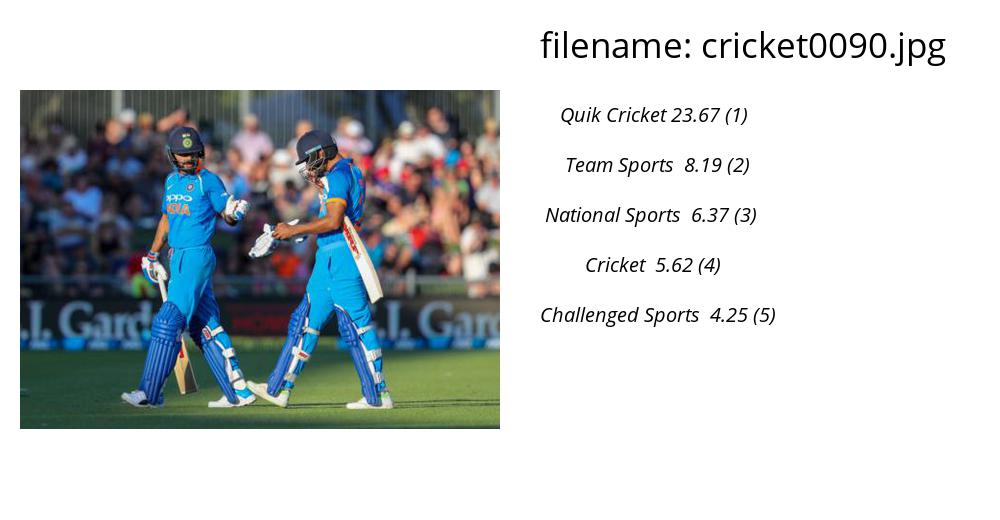 filename: cricket0090.jpg
Quik Cricket 23.67 (1)
Team Sports 8.19 (2)
National Sports 6.37 (3)
Cricket 5.62 (4)
Challenged Sports 4.25 (5)
oppo
INDIA
.I. Gard